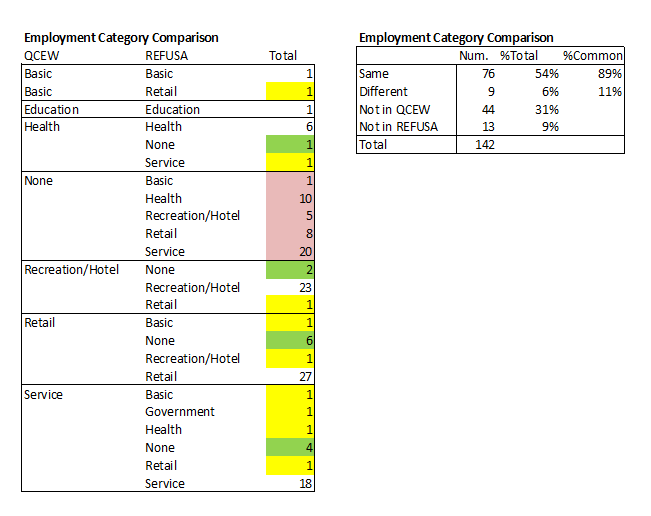 Employment Category Comparison
QCEW REFUSA Total
Basic Basic 1
Basic Retail 1
Education Education 1
Health Health 6
None 1
Service 1
None Basic 1
Health 10
Recreation/Hotel 5
Retail 8
Service 20
Recreation/Hotel None 2
Recreation/Hotel 23
Retail 1
Retail Basic 1
None 6
Recreation/Hotel 1
Retail 27
Service Basic 1
Government 1
Health 1
None 4
Retail 1
Service 18
Employment Category Comparison
Num. %Total %Common
Same 76 54% 89%
Different 9 6% 11%
Not in QCEW 44 31%
Not in REFUSA 13 9%
Total 142